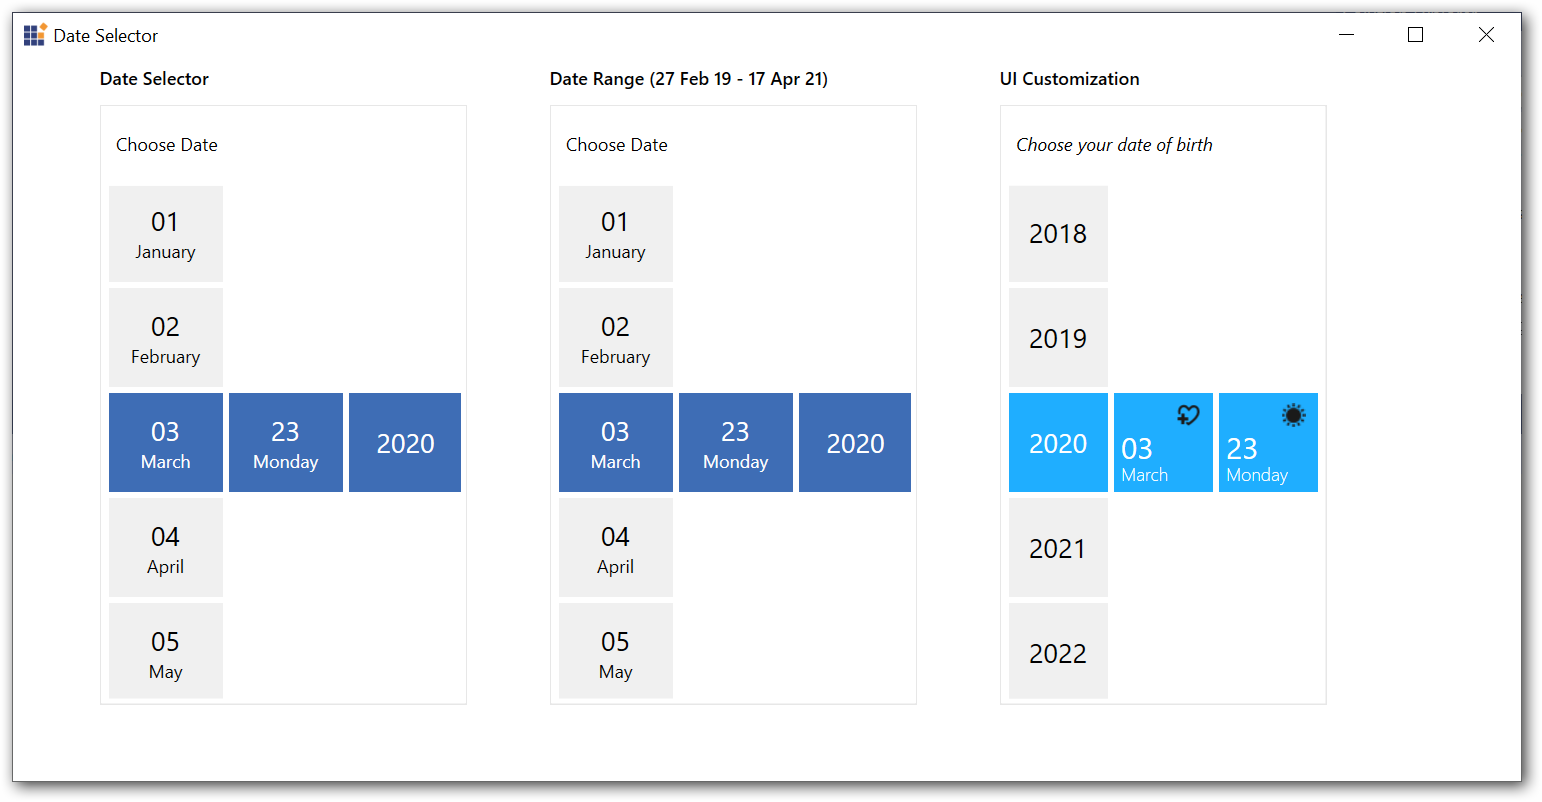 Date Selector
Date Selector
Choose Date
01
January
02
February
03
March
23
Monday
2020
04
April
05
May
Date Range (27 Feb 19 - 17 Apr 21)
Choose Date
01
January
02
February
03
March
23
Monday
2020
04
April
05
May
UI Customization
Choose your date of birth
2018
2019
2020
03
March
23
Monday
2021
2022